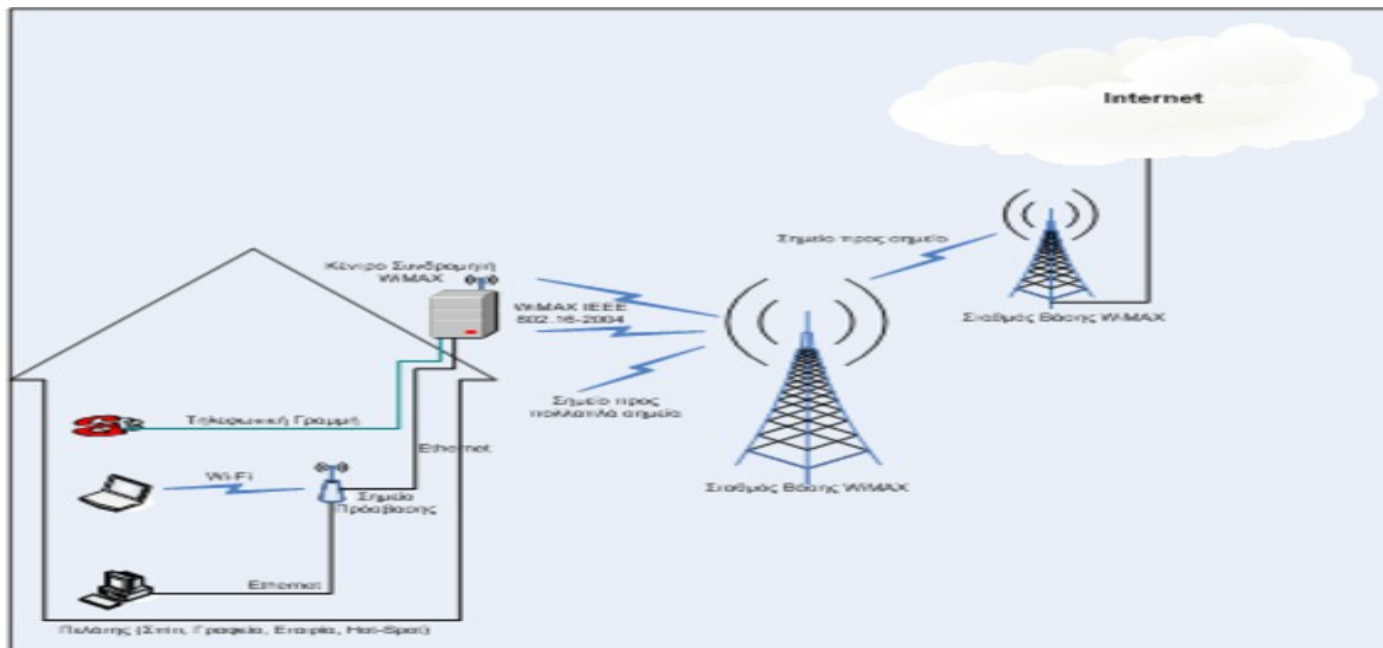 Internet
Σημείο προς σημείο
Κέντρο Συνδρομητή
WiMAX
WiMAX IEEE
802.16-2004
Σταθμός Βάσης WiMAX
Σημείο προς
πολλαπλά σημεία
Τηλεφωνική Γραμμή
Ethernet
Wi-Fi
Σημείο
Πρόσβασης
Σταθμός Βάσης WiMAX
Ethernet
Πελάτης (Σπίτι, Γραφείο, Εταιρία, Hot-Spot)